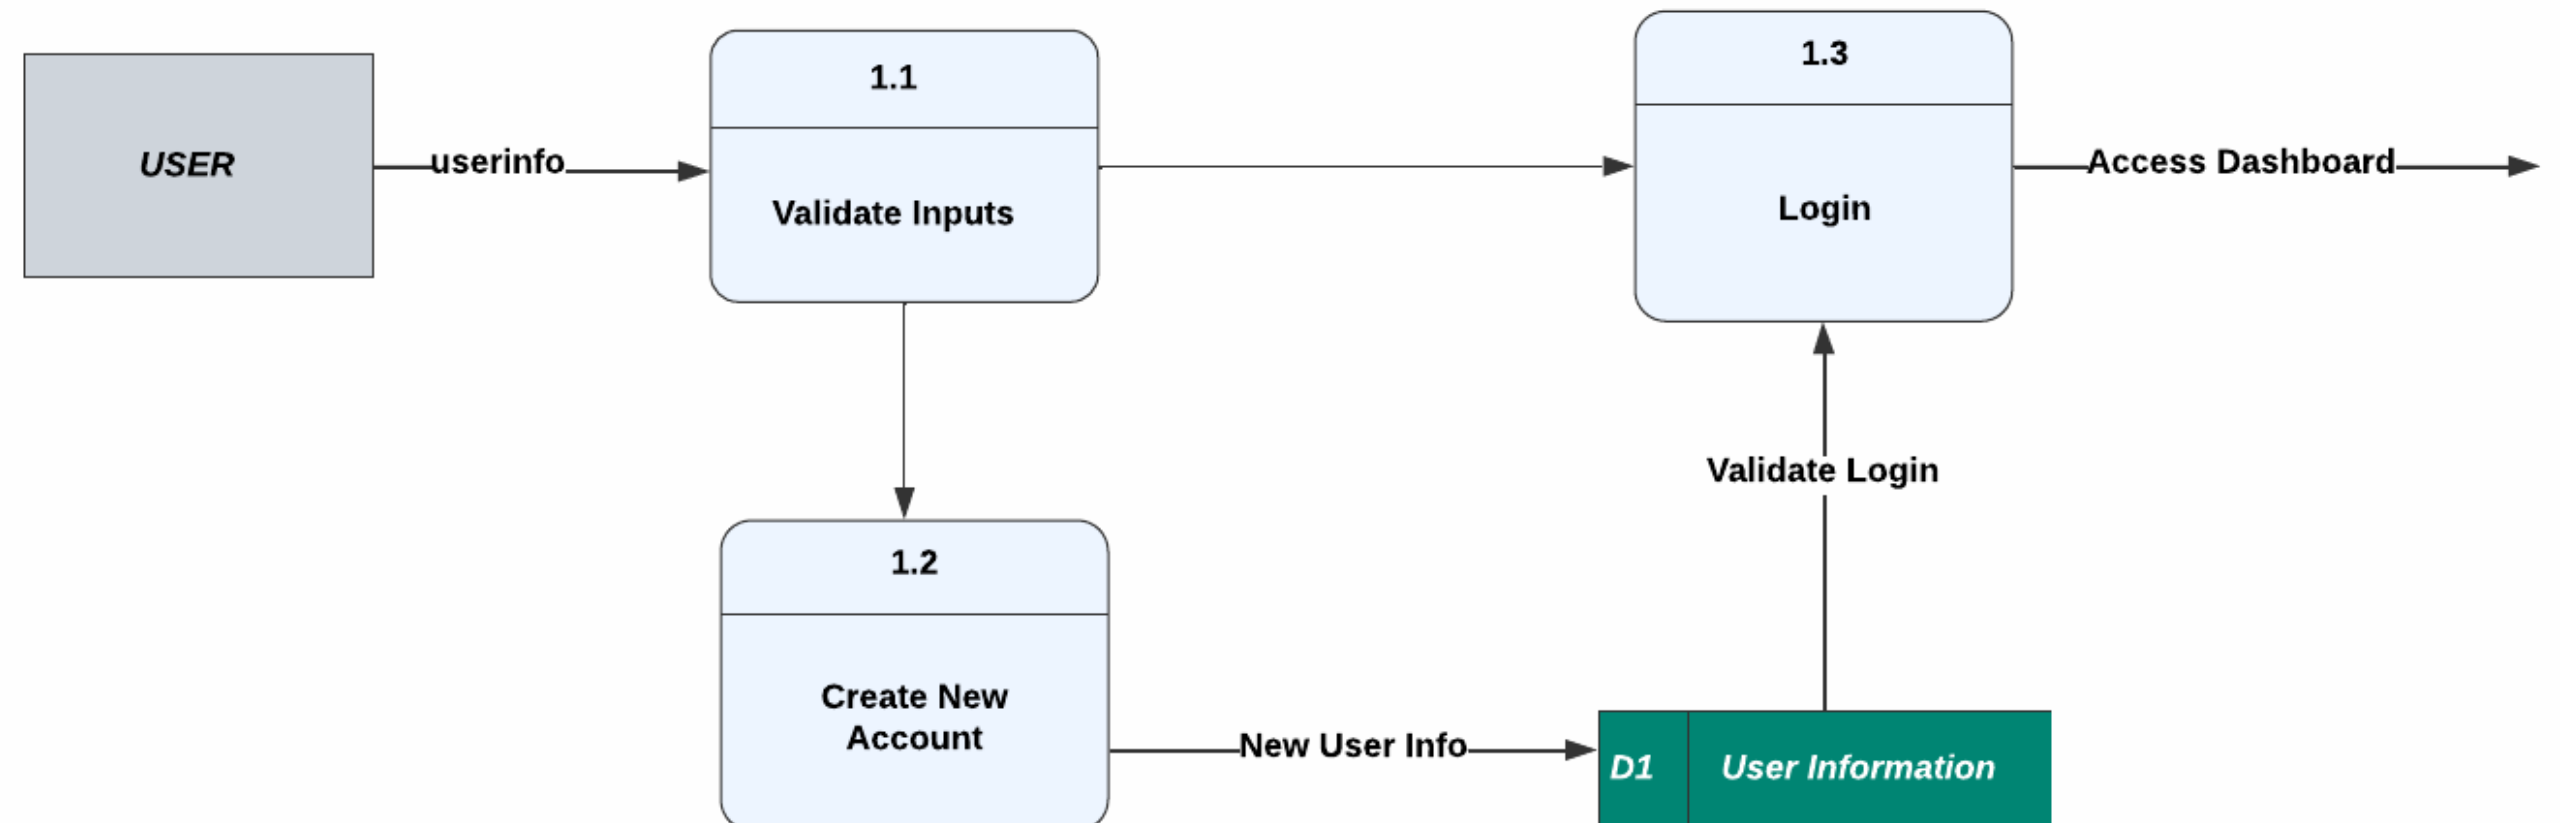 1.1
1.3
USER
userinfo
Access Dashboard
Validate Inputs
Login
Validate Login
1.2
Create New
Account
New User Info
D1
User Information